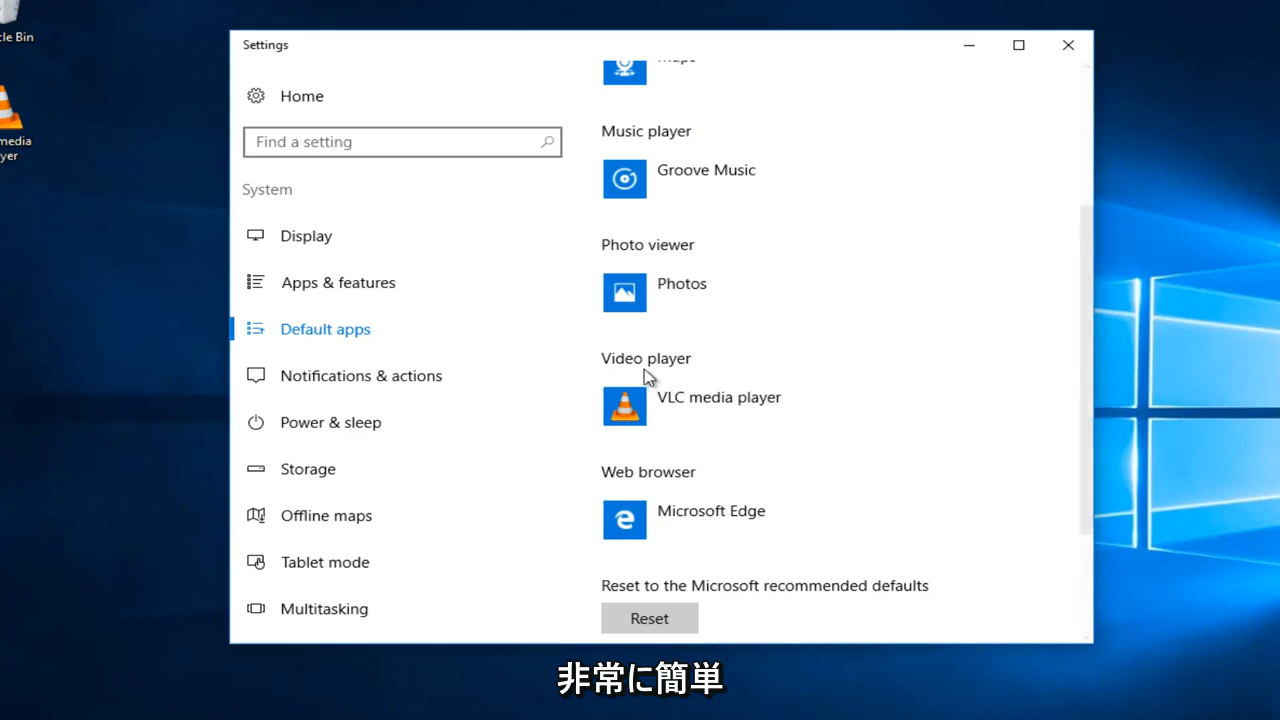 cle Bin
media
yer
Settings
Home
Find a setting
System
Display
Apps & features
Default apps
Notifications & actions
Power & sleep
Storage
Offline maps
Tablet mode
Multitasking
Music player
Groove Music
Photo viewer
Photos
Video player
VLC media player
Web browser
Microsoft Edge
Reset to the Microsoft recommended defaults
Reset
非常に簡単